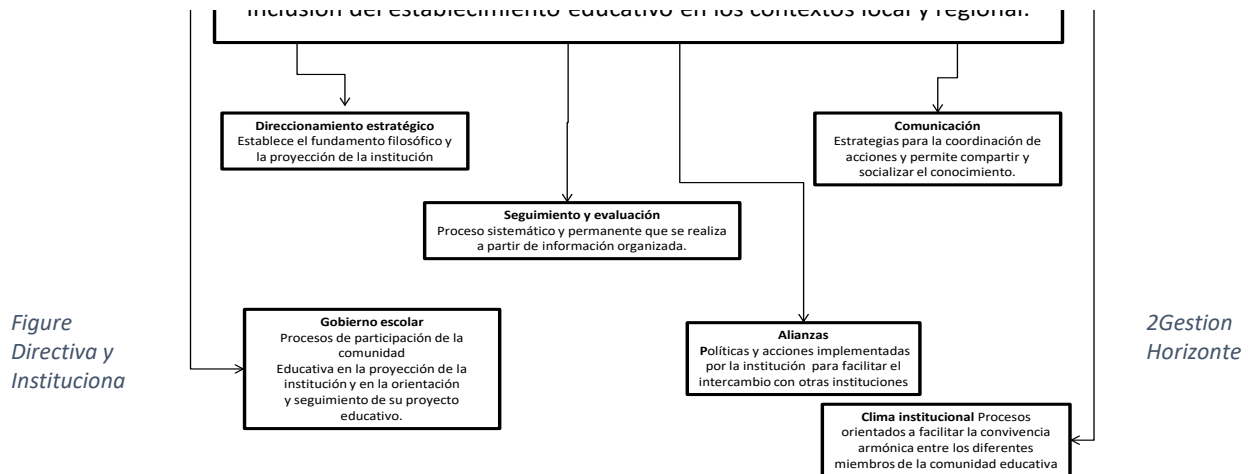 inclusión del establecimiento educativo en los contextos local y regional.
Direccionamiento estratégico
Establece el fundamento filosófico y
la proyección de la institución
Comunicación
Estrategias para la coordinación de
acciones y permite compartir y
socializar el conocimiento.
Seguimiento y evaluación
Proceso sistemático y permanente que se realiza
a partir de información organizada.
Gobierno escolar
Procesos de participación de la
comunidad
Educativa en la proyección de la
institución y en la orientación
y seguimiento de su proyecto
educativo.
Alianzas
Políticas y acciones implementadas
por la institución para facilitar el
intercambio con otras instituciones
Clima institucional Procesos
orientados a facilitar la convivencia
armónica entre los diferentes
miembros de la comunidad educativa
Figure
Directiva y
Instituciona
2Gestion
Horizonte